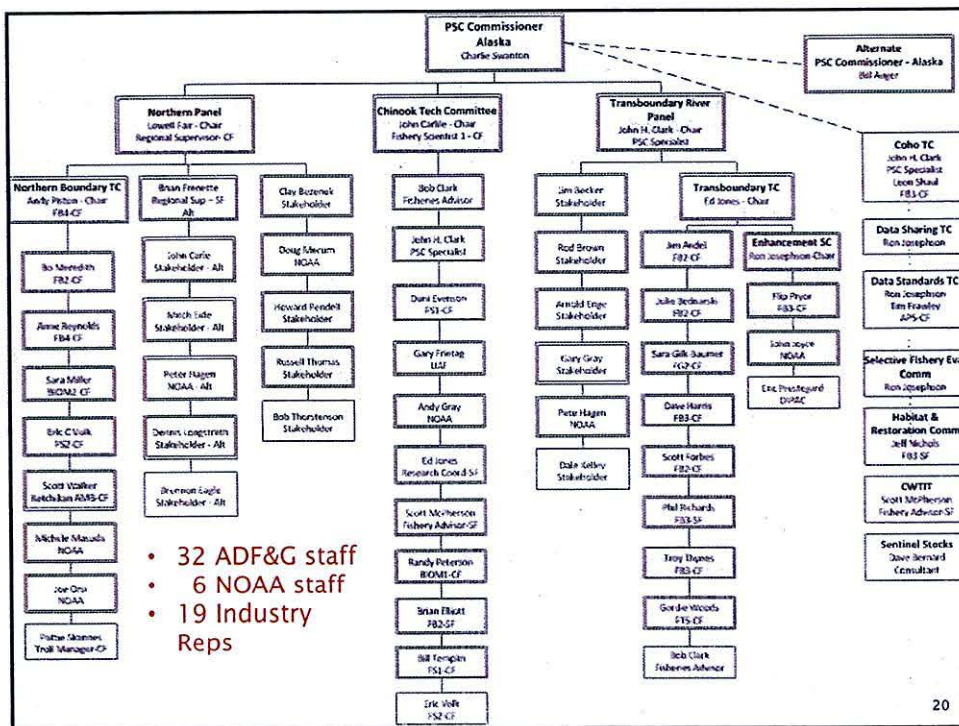 PSC Commissioner
Alaska
Charlie Swanton
Alternate
PSC Commissioner - Alaska
Bill Auger
Northern Panel
Lowell Fair - Chair
Regional Supervisor- CF
Chinook Tech Committee
John Carlile - Chair
Fishery Scientist 1 - CF
Transboundary River
Panel
John H. Clark - Chair
PSC Specialist
Northern Boundary TC
Andy Piston - Chair
FB4-CF
Bo Meredith
FB2-CF
Anne Reynolds
FB4-CF
Sara Miller
BIOM2-CF
Eric C Volk
FS2-CF
Scott Walker
Ketchikan AMB-CF
Michele Masuda
NOAA
Joe Orsi
NOAA
Pattie Skannes
Troll Manager-CF
Brian Frenette
Regional Sup - SF
Alt
John Carle
Stakeholder - Alt
Mitch Eide
Stakeholder - Alt
Peter Hagen
NOAA - Alt
Dennis Longstreth
Stakeholder - Alt
Brennon Eagle
Stakeholder - Alt
Clay Bezenek
Stakeholder
Doug Mecum
NOAA
Howard Pendell
Stakeholder
Russell Thomas
Stakeholder
Bob Thorstenson
Stakeholder
Bob Clark
Fisheries Advisor
John H. Clark
PSC Specialist
Dani Evenson
FS1-CF
Gary Freitag
UAF
Andy Gray
NOAA
Ed Jones
Research Coord-SF
Scott McPherson
Fishery Advisor-SF
Randy Peterson
BIOM1-CF
Brian Elliott
FB2-SF
Bill Templin
FS1-CF
Eric Volk
FS2-CF
Jim Becker
Stakeholder
Rod Brown
Stakeholder
Arnold Enge
Stakeholder
Gary Gray
Stakeholder
Pete Hagen
NOAA
Dale Kelley
Stakeholder
Transboundary TC
Ed Jones - Chair
Jim Andel
FB2-CF
Julie Bednarski
FB2-CF
Sara Gilk-Baumer
FG2-CF
Dave Harris
FB3-CF
Scott Forbes
FB2-CF
Phil Richards
FB3-SF
Troy Thynes
FB3-CF
Gordie Woods
FT5-CF
Bob Clark
Fisheries Advisor
Enhancement SC
Ron Josephson-Chair
Flip Pryor
FB3-CF
John Joyce
NOAA
Eric Prestegard
DIPAC
Coho TC
John H. Clark
PSC Specialist
Leon Shaul
FB3-CF
Data Sharing TC
Ron Josephson
Data Standards TC
Ron Josephson
Tim Frawley
AP5-CF
Selective Fishery Eval
Comm
Ron Josephson
Habitat &
Restoration Comm
Jeff Nichols
FB3-SF
CWTIT
Scott McPherson
Fishery Advisor-SF
Sentinel Stocks
Dave Bernard
Consultant
• 32 ADF&G staff
• 6 NOAA staff
• 19 Industry
Reps
20